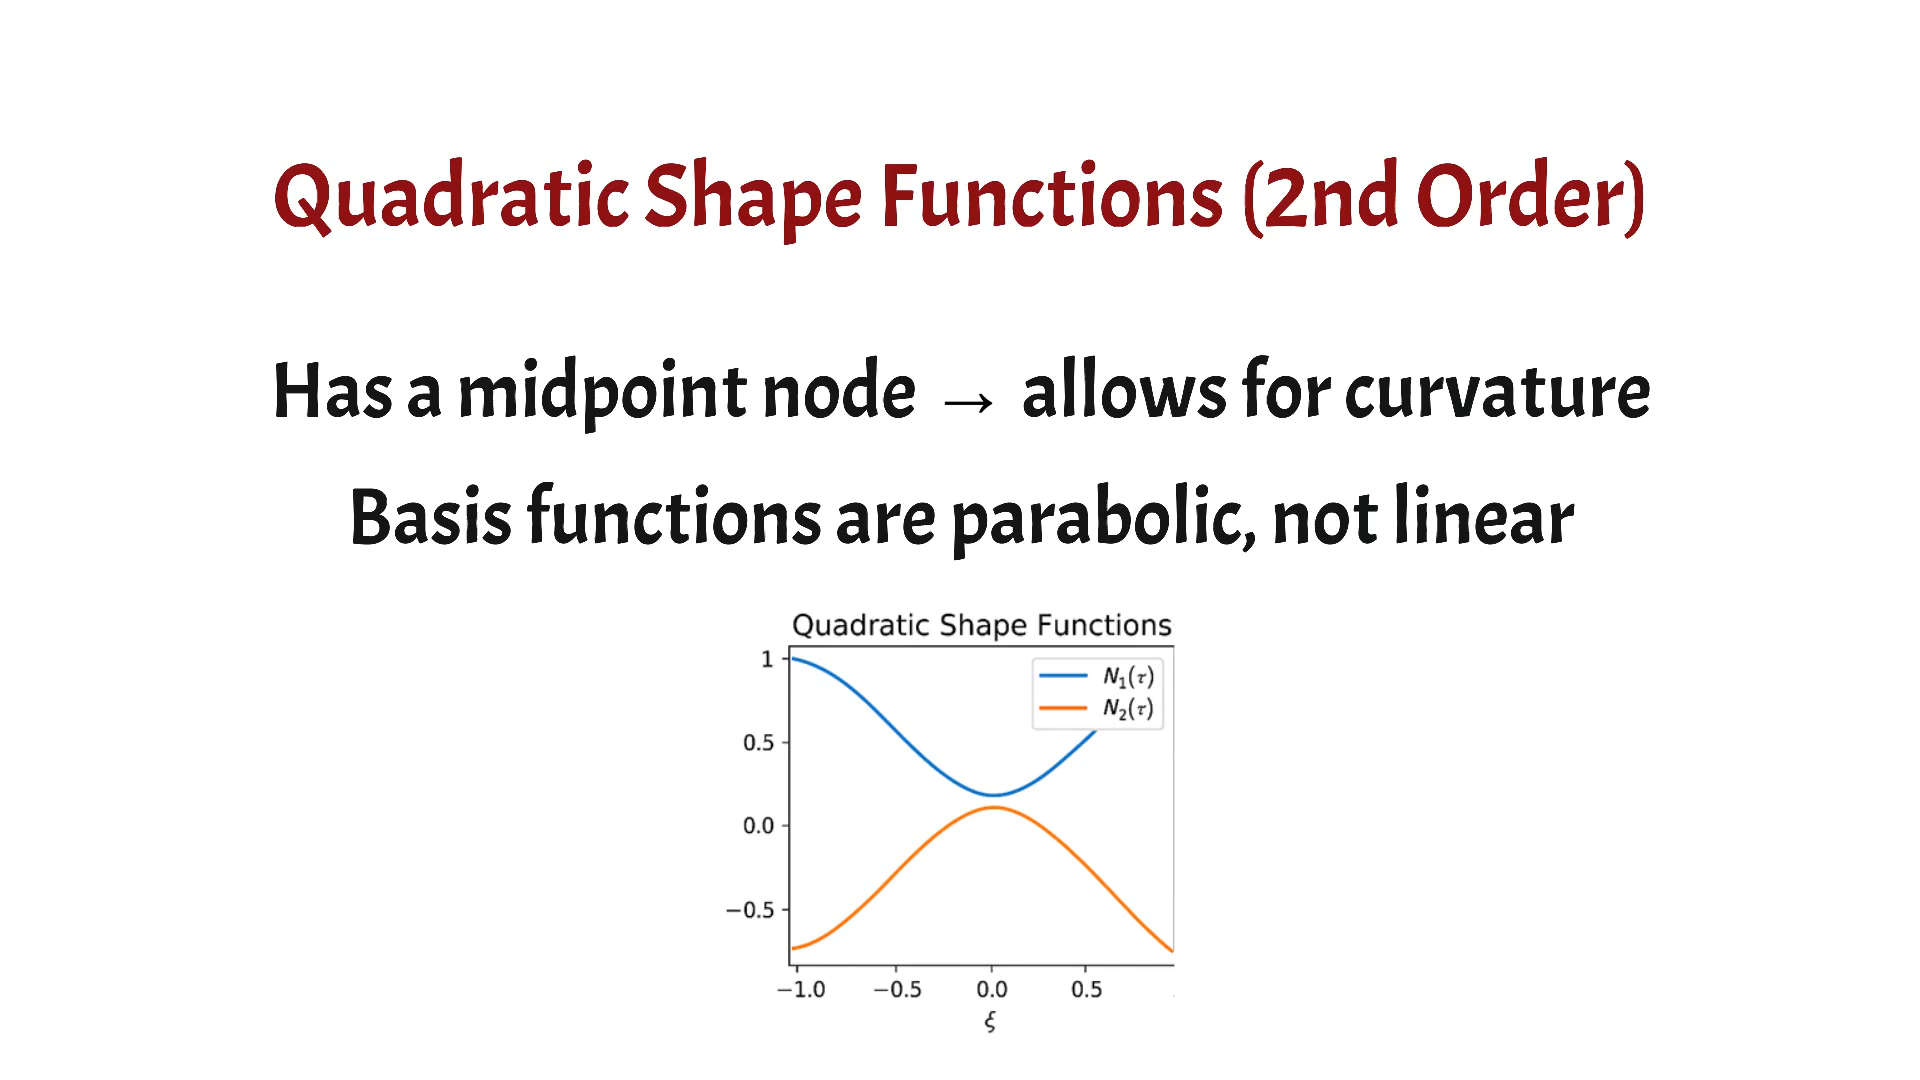 Quadratic Shape Functions (2nd Order)
Has a midpoint node → allows for curvature
Basis functions are parabolic, not linear
Quadratic Shape Functions
1
N₁(τ)
N₂(τ)
0.5
0.0
−0.5
−1.0 −0.5 0.0 0.5
ξ